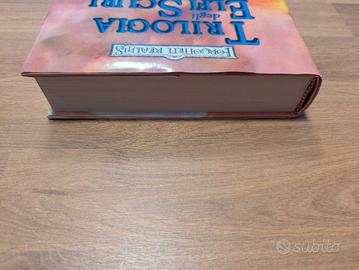 FORGOTTEN REALMS
TRILOGIA
degli
ELFI SCURI
subito